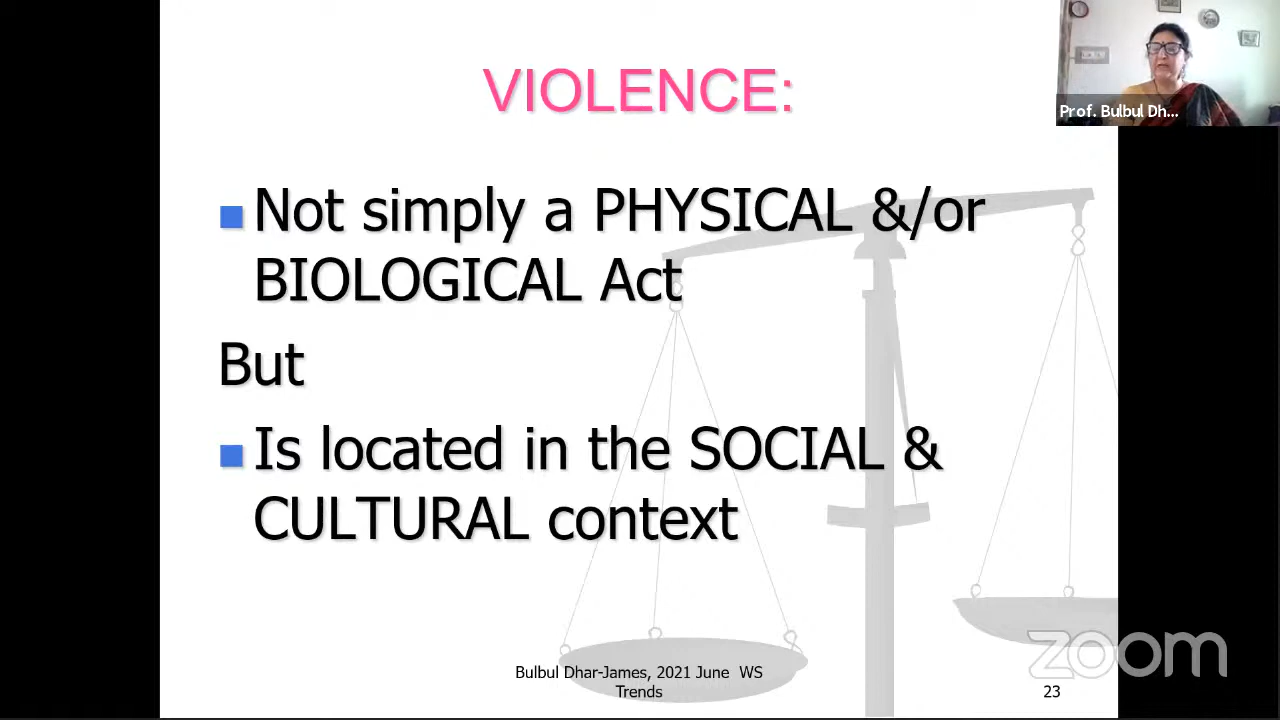 VIOLENCE:
Prof. Bulbul Dh...
Not simply a PHYSICAL &/or
BIOLOGICAL Act
But
Is located in the SOCIAL &
CULTURAL context
Bulbul Dhar-James, 2021 June WS
Trends
23
zoom